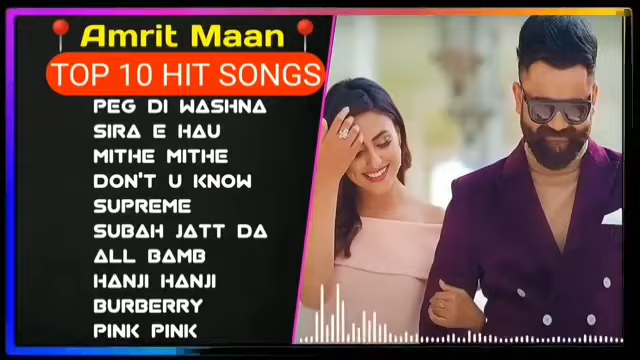 Amrit Maan
TOP 10 HIT SONGS
PEG DI WASHNA
SIRA E HAU
MITHE MITHE
DON'T U KNOW
SUPREME
SUBAH JATT DA
ALL BAMB
HANJI HANJI
BURBERRY
PINK PINK